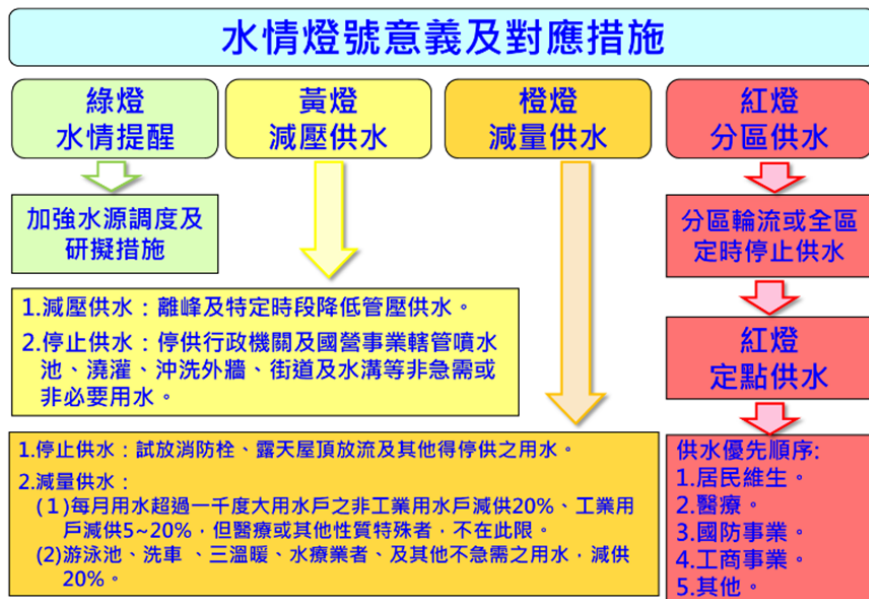 水情燈號意義及對應措施
綠燈
水情提醒
黃燈
減壓供水
橙燈
減量供水
紅燈
分區供水
加強水源調度及
研擬措施
1.減壓供水：離峰及特定時段降低管壓供水。
2.停止供水：停供行政機關及國營事業轄管噴水
池、澆灌、沖洗外牆、街道及水溝等非急需或
非必要用水。
1.停止供水：試放消防栓、露天屋頂放流及其他得停供之用水。
2.減量供水：
(1)每月用水超過一千度大用水戶之非工業用水戶減供20%、工業用
戶減供5~20%，但醫療或其他性質特殊者，不在此限。
(2)游泳池、洗車 、三溫暖、水療業者、及其他不急需之用水，減供
20%。
分區輪流或全區
定時停止供水
紅燈
定點供水
供水優先順序:
1.居民維生。
2.醫療。
3.國防事業。
4.工商事業。
5.其他。